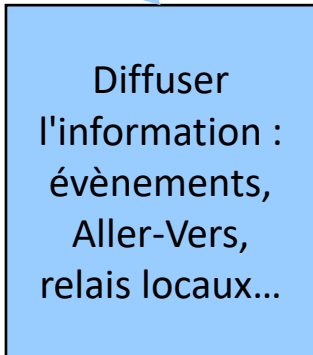 Diffuser
l'information :
évènements,
Aller-Vers,
relais locaux...